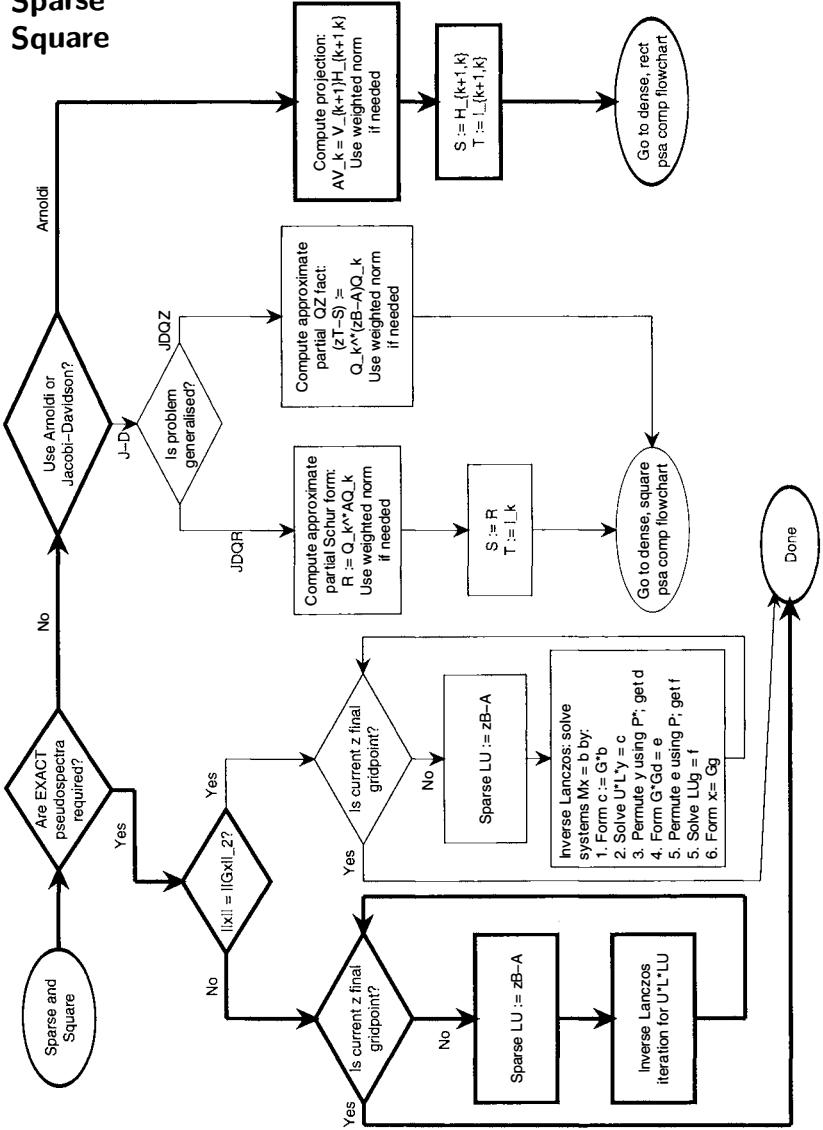 Sparse
Square
Sparse and
Square
Are EXACT
pseudospectra
required?
No
Yes
Use Arnoldi or
Jacobi-Davidson?
Arnoldi
J-D
Is problem
generalised?
JDQR
JDQZ
Compute projection:
AV_k = V_{k+1}H_{k+1,k}
Use weighted norm
if needed
S := H_{k+1,k}
T := I_{k+1,k}
Go to dense, rect
psa comp flowchart
Compute approximate
partial QZ fact:
(zT-S) :=
Q_k^*(zB-A)Q_k
Use weighted norm
if needed
Compute approximate
partial Schur form:
R := Q_k^*AQ_k
Use weighted norm
if needed
S := R
T := I_k
Go to dense, square
psa comp flowchart
||x|| = ||Gx||_2?
Yes
No
Is current z final
gridpoint?
Yes
No
Sparse LU := zB-A
Inverse Lanczos: solve
systems Mx = b by:
1. Form c := G*b
2. Solve U*L*y = c
3. Permute y using P*; get d
4. Form G*Gd = e
5. Permute e using P; get f
5. Solve LUg = f
6. Form x= Gg
Is current z final
gridpoint?
Yes
No
Sparse LU := zB-A
Inverse Lanczos
iteration for U*L*LU
Done